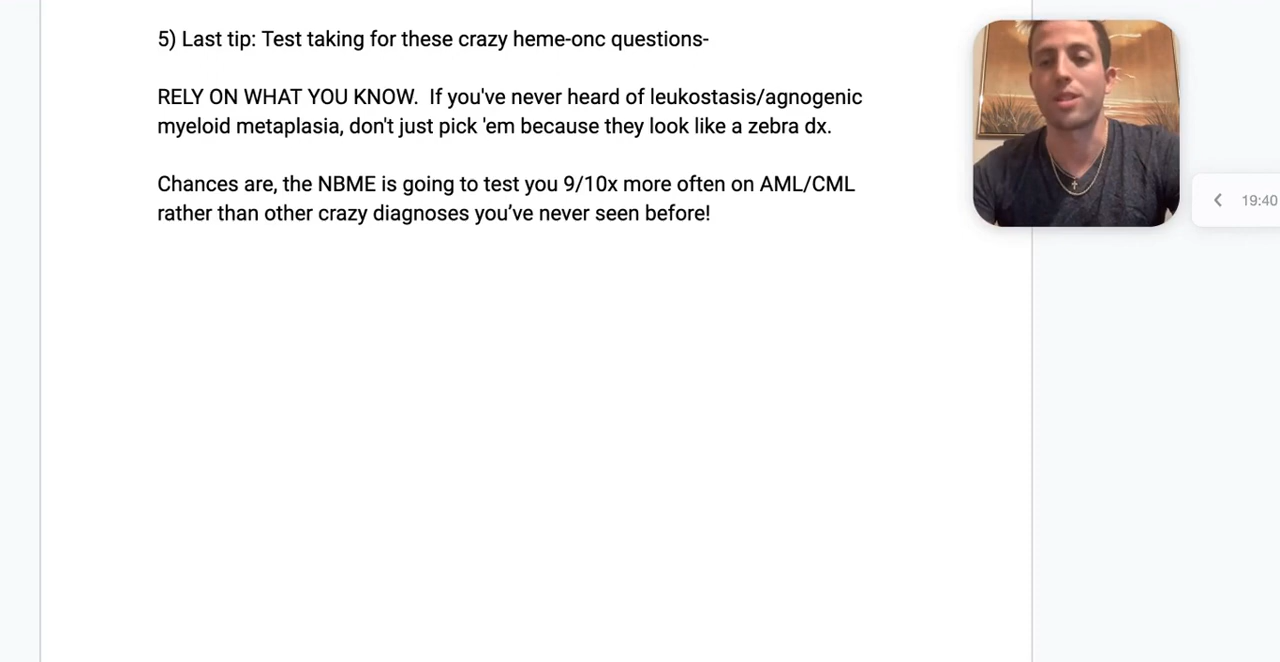 5) Last tip: Test taking for these crazy heme-onc questions-
RELY ON WHAT YOU KNOW.  If you've never heard of leukostasis/agnogenic
myeloid metaplasia, don't just pick 'em because they look like a zebra dx.
Chances are, the NBME is going to test you 9/10x more often on AML/CML
rather than other crazy diagnoses you’ve never seen before!
19:40